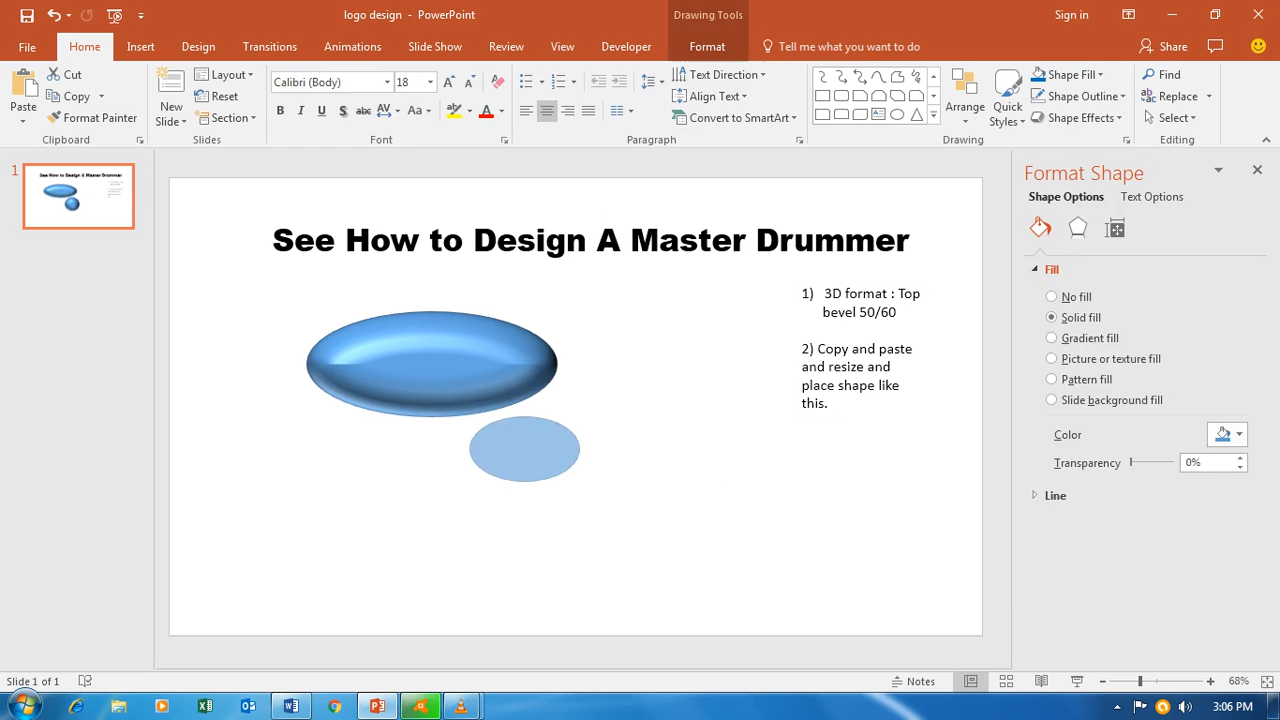 logo design - PowerPoint
Drawing Tools
Sign in
File
Home
Insert
Design
Transitions
Animations
Slide Show
Review
View
Developer
Format
Tell me what you want to do
Share
Paste
Cut
Copy
Format Painter
Clipboard
New
Slide
Layout
Reset
Section
Slides
Calibri (Body)
18
B I U S abc AV Aa A
Font
Text Direction
Align Text
Convert to SmartArt
Paragraph
Arrange
Quick
Styles
Shape Fill
Shape Outline
Shape Effects
Drawing
Find
Replace
Select
Editing
1
See How to Design A Master Drummer
1) 3D format : Top
bevel 50/60
2) Copy and paste
and resize and
place shape like
this.
Format Shape
Shape Options
Text Options
Fill
No fill
Solid fill
Gradient fill
Picture or texture fill
Pattern fill
Slide background fill
Color
Transparency
0%
Line
Slide 1 of 1
Notes
68%
3:06 PM